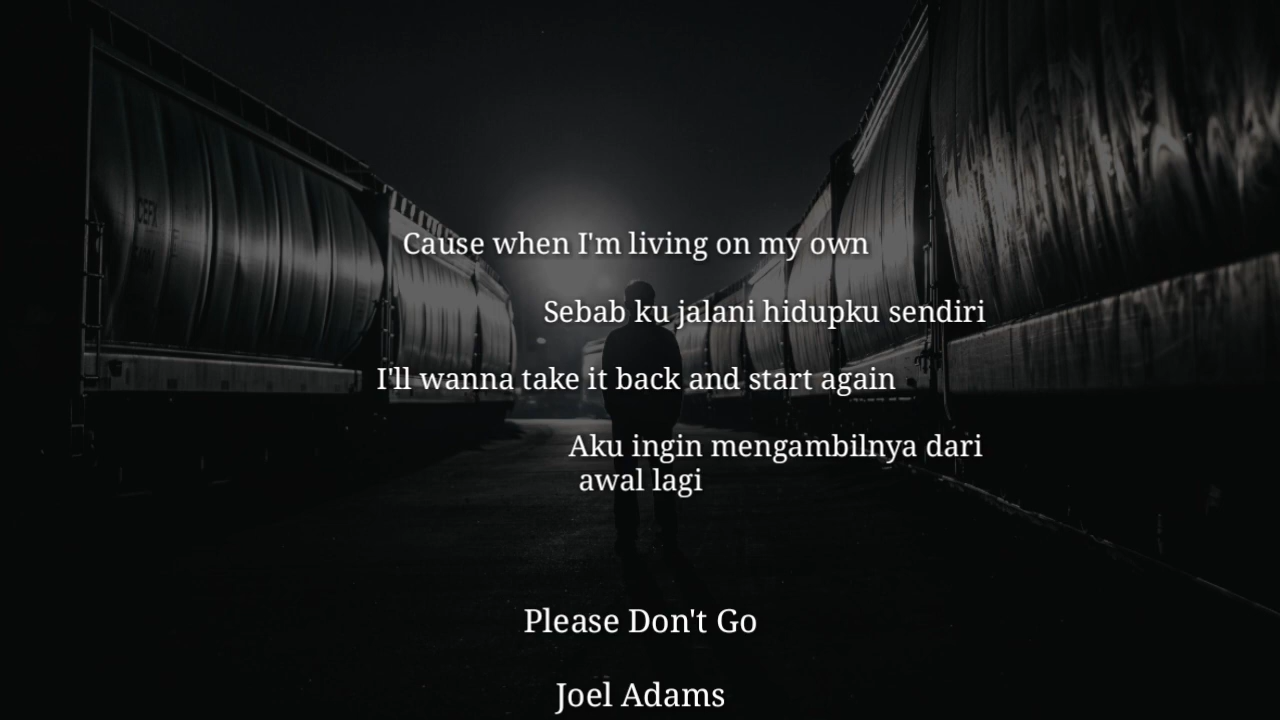 Cause when I'm living on my own
Sebab ku jalani hidupku sendiri
I'll wanna take it back and start again
Aku ingin mengambilnya dari
awal lagi
Please Don't Go
Joel Adams